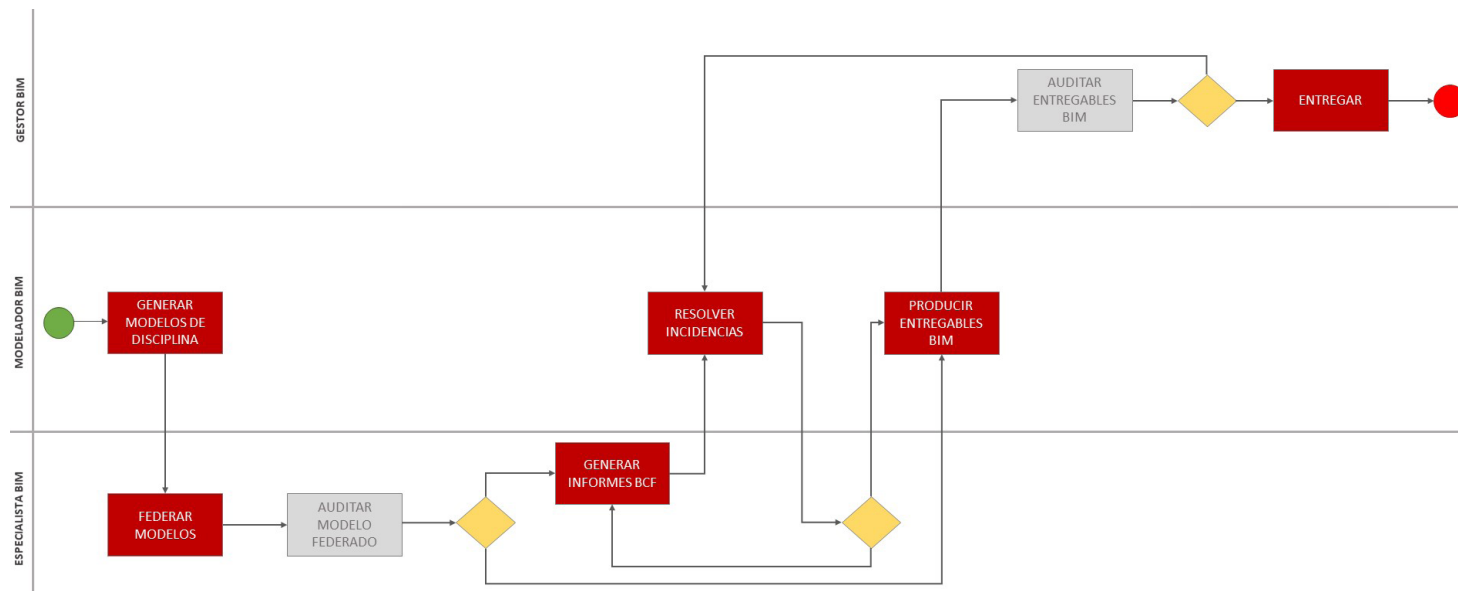 GESTOR BIM
AUDITAR
ENTREGABLES
BIM
ENTREGAR
MODELADOR BIM
GENERAR
MODELOS DE
DISCIPLINA
RESOLVER
INCIDENCIAS
PRODUCIR
ENTREGABLES
BIM
ESPECIALISTA BIM
FEDERAR
MODELOS
AUDITAR
MODELO
FEDERADO
GENERAR
INFORMES BCF